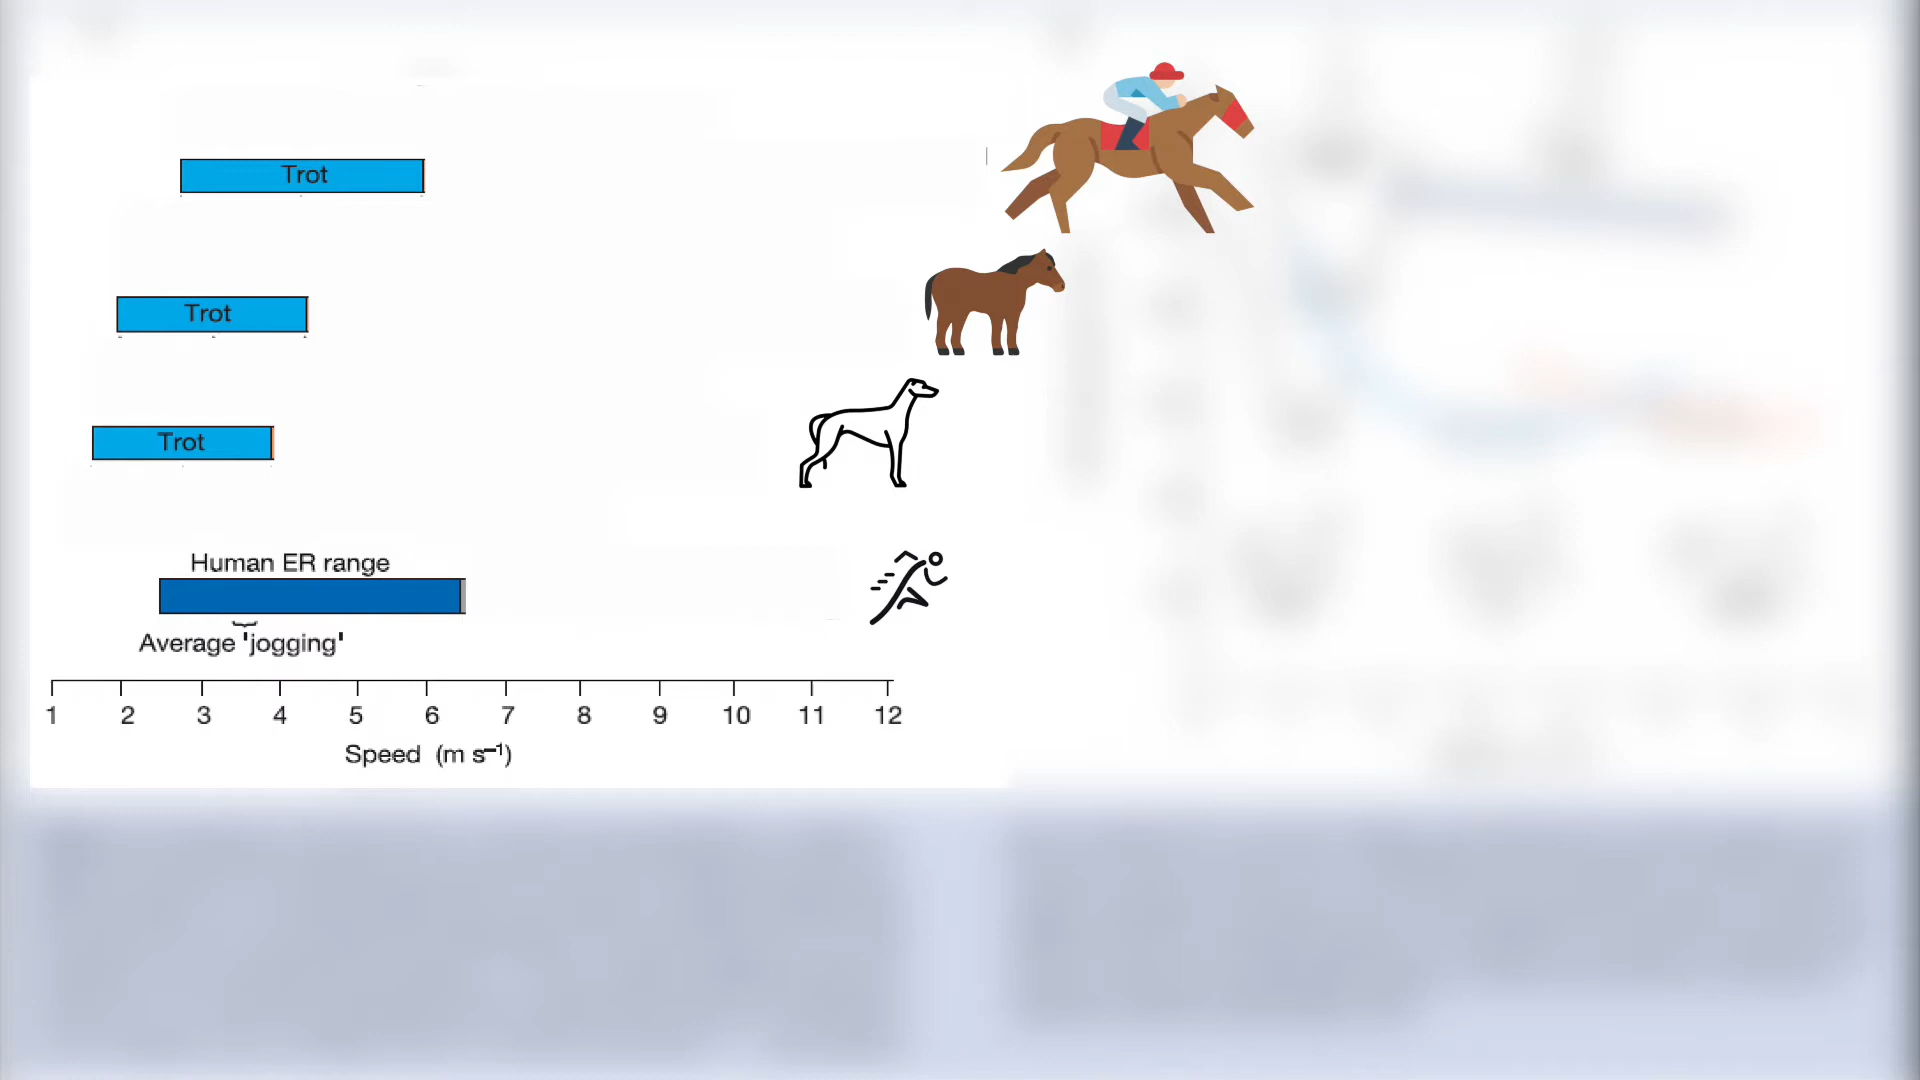 Trot
Trot
Trot
Human ER range
Average 'jogging'
1 2 3 4 5 6 7 8 9 10 11 12
Speed (m s⁻¹)